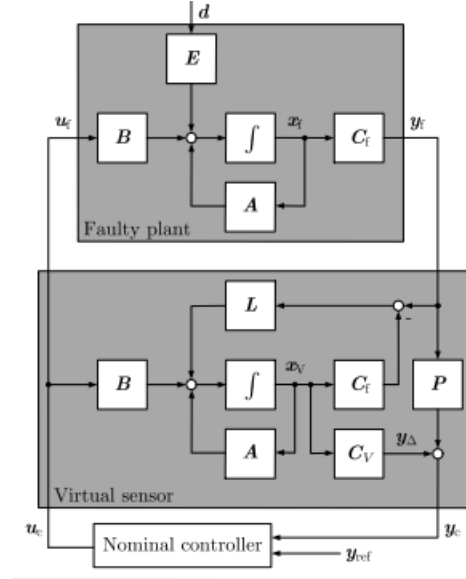 d
E
u_f
x_f
y_f
B
∫
C_f
A
Faulty plant
L
-
x_V
B
∫
C_f
P
A
C_V
y_Δ
Virtual sensor
u_c
y_c
Nominal controller
y_ref